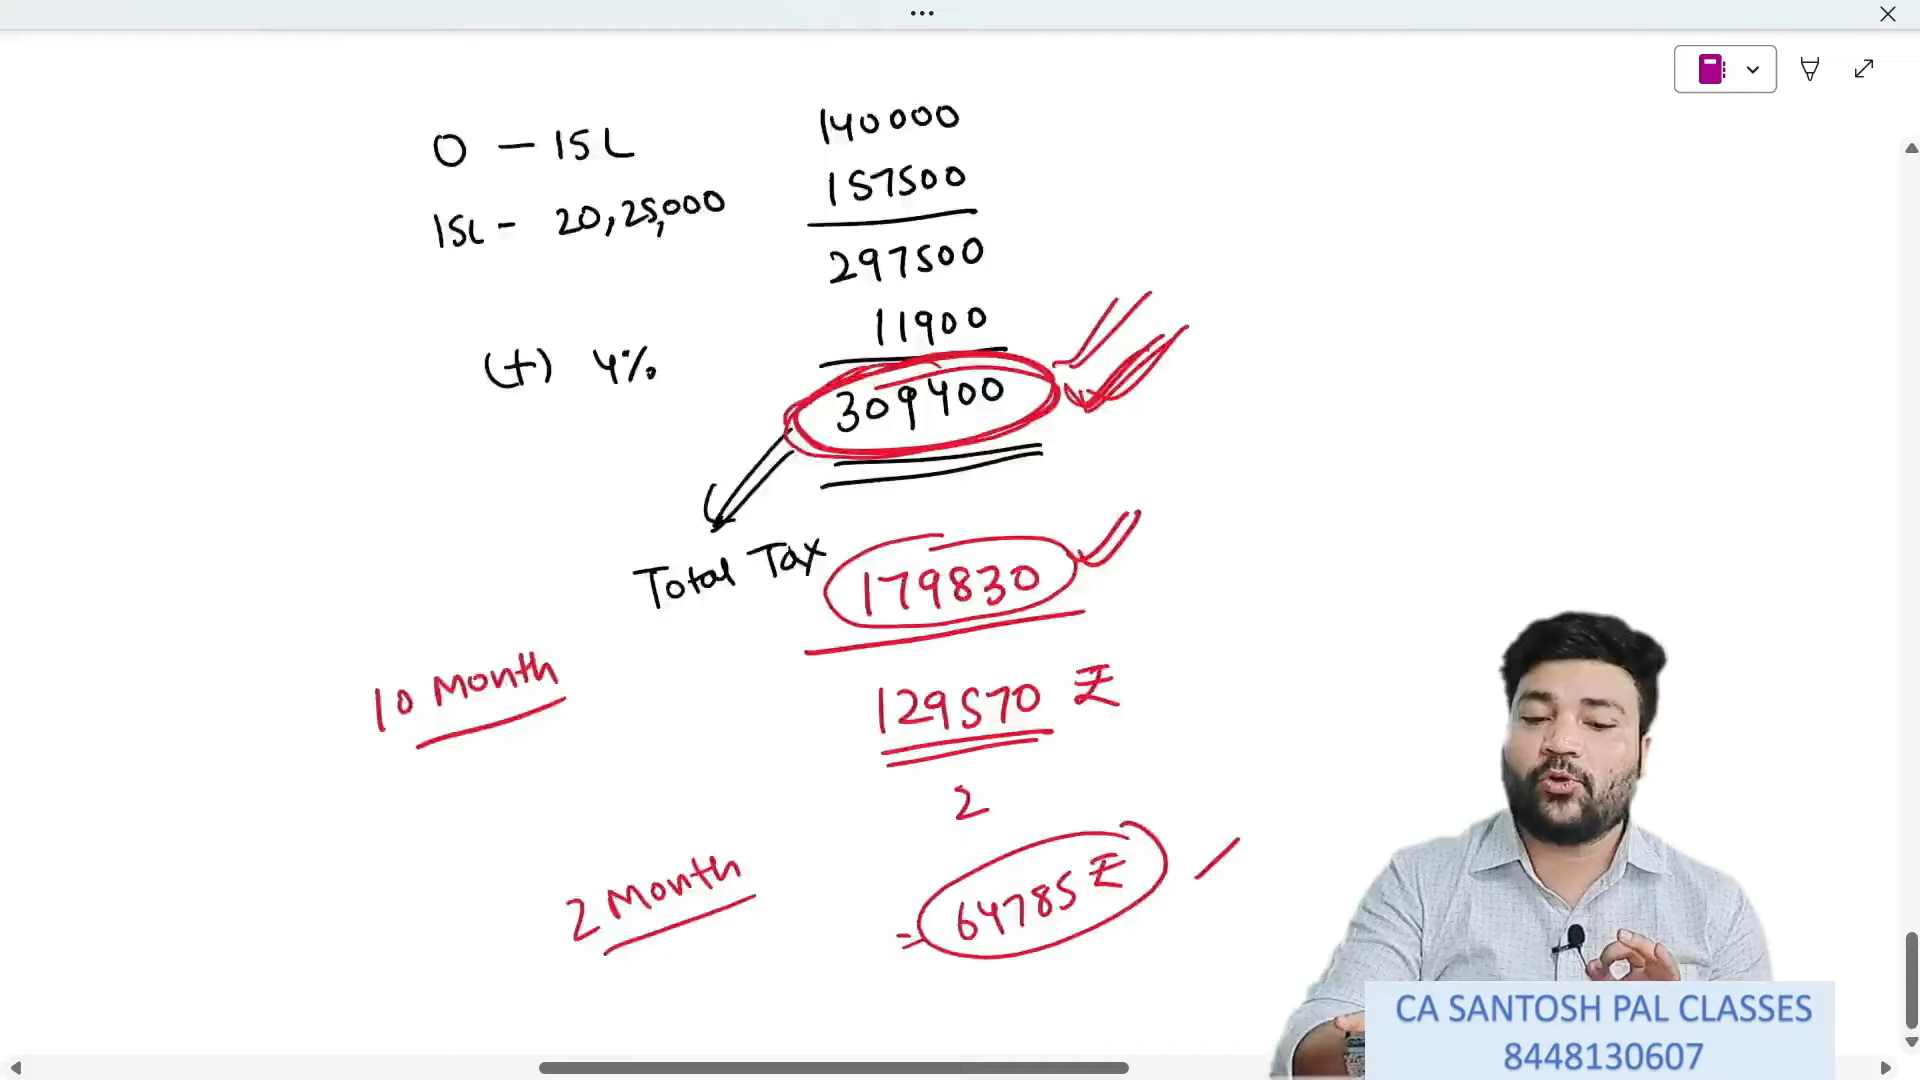 0 — 15L 140000
15L - 20,25,000 157500
297500
(+) 4% 11900
309400
Total Tax 179830
10 Month 129570 ₹
2
2 Month = 64785 ₹
CA SANTOSH PAL CLASSES
8448130607